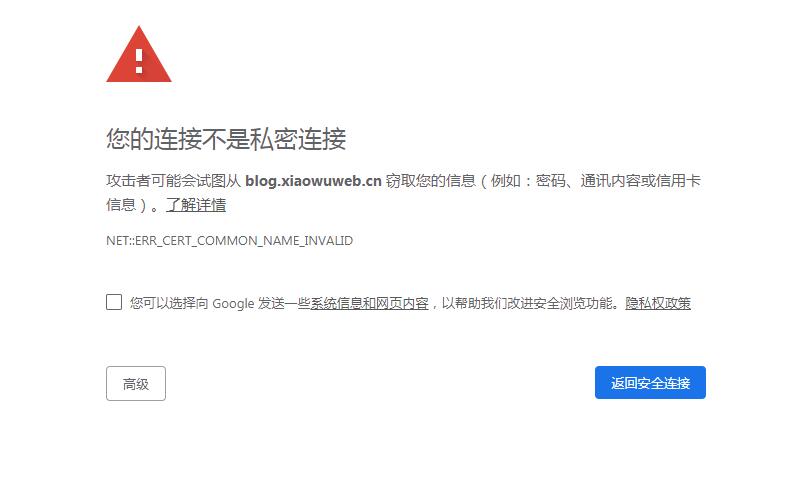 您的连接不是私密连接
攻击者可能会试图从 blog.xiaowuweb.cn 窃取您的信息（例如：密码、通讯内容或信用卡
信息）。了解详情
NET::ERR_CERT_COMMON_NAME_INVALID
您可以选择向 Google 发送一些系统信息和网页内容，以帮助我们改进安全浏览功能。隐私权政策
高级
返回安全连接